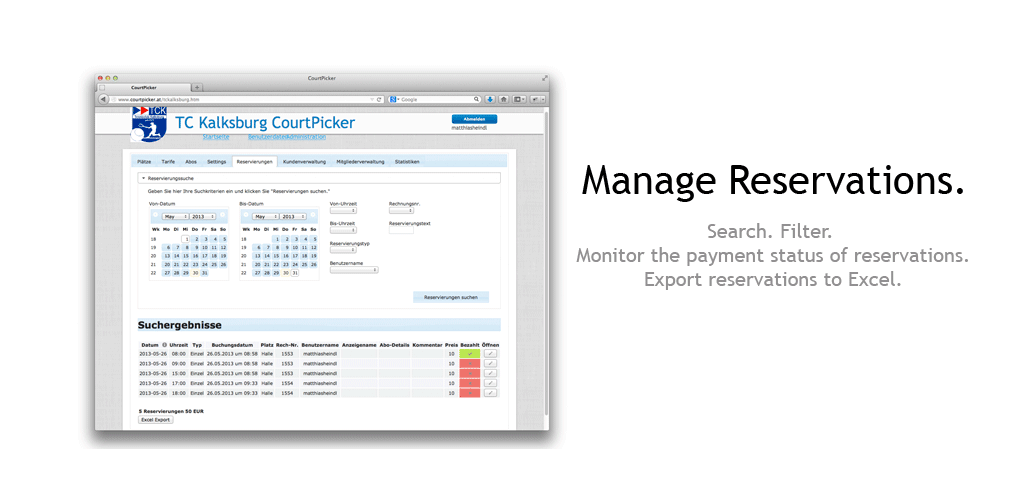 CourtPicker
CourtPicker
www.courtpicker.at/tckalksburg.htm
Google
TCK
TC Kalksburg CourtPicker
Abmelden
matthiasheindl
Startseite
Benutzerdaten
Administration
Plätze Tarife Abos Settings Reservierungen Kundenverwaltung Mitgliederverwaltung Statistiken
Reservierungssuche
Geben Sie hier Ihre Suchkriterien ein und klicken Sie "Reservierungen suchen."
Von-Datum Bis-Datum Von-Uhrzeit Rechnungsnr.
May 2013 May 2013
Bis-Uhrzeit Reservierungstext
Wk Mo Di Mi Do Fr Sa So Wk Mo Di Mi Do Fr Sa So
18 1 2 3 4 5 18 1 2 3 4 5
Reservierungstyp
19 6 7 8 9 10 11 12 19 6 7 8 9 10 11 12
20 13 14 15 16 17 18 19 20 13 14 15 16 17 18 19
Benutzername
21 20 21 22 23 24 25 26 21 20 21 22 23 24 25 26
22 27 28 29 30 31 22 27 28 29 30 31
Reservierungen suchen
Suchergebnisse
Datum Uhrzeit Typ Buchungsdatum Platz Rech-Nr. Benutzername Anzeigename Abo-Details Kommentar Preis Bezahlt Öffnen
2013-05-26 08:00 Einzel 26.05.2013 um 08:58 Halle 1553 matthiasheindl 10
2013-05-26 09:00 Einzel 26.05.2013 um 08:58 Halle 1553 matthiasheindl 10
2013-05-26 15:00 Einzel 26.05.2013 um 08:58 Halle 1553 matthiasheindl 10
2013-05-26 17:00 Einzel 26.05.2013 um 09:33 Halle 1554 matthiasheindl 10
2013-05-26 18:00 Einzel 26.05.2013 um 09:33 Halle 1554 matthiasheindl 10
5 Reservierungen 50 EUR
Excel Export
Manage Reservations.
Search. Filter.
Monitor the payment status of reservations.
Export reservations to Excel.